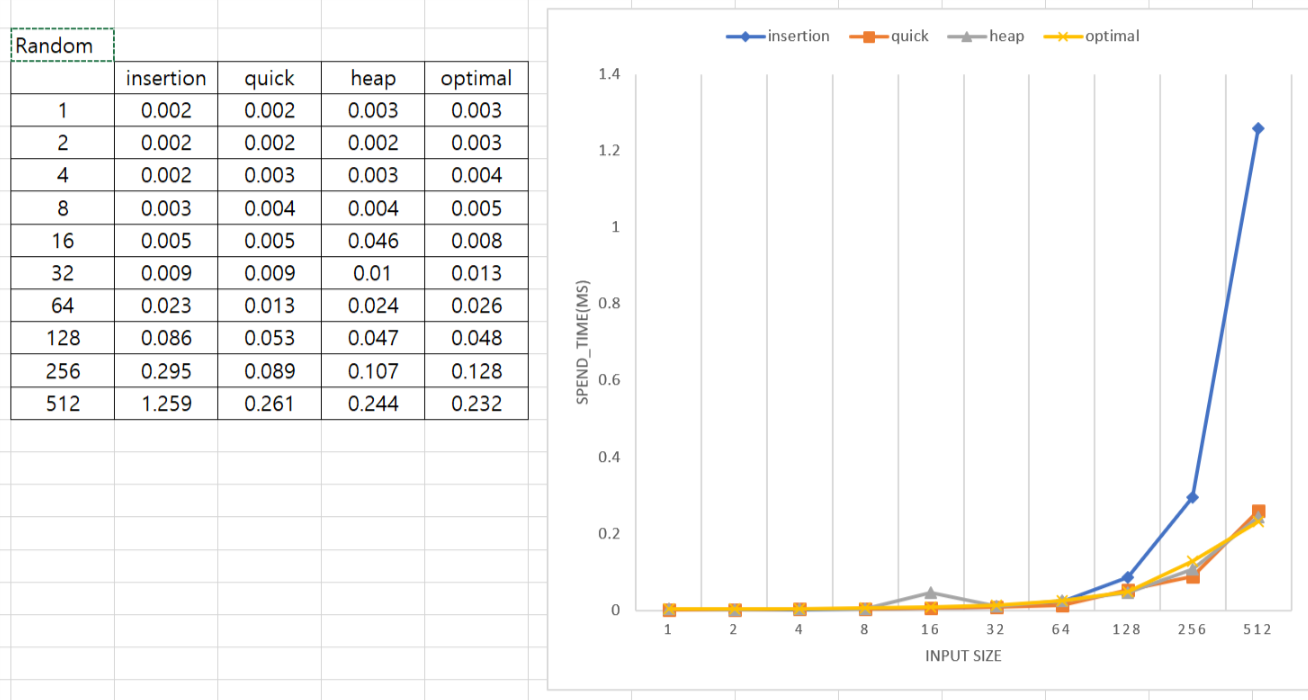 Random
insertion quick heap optimal
1 0.002 0.002 0.003 0.003
2 0.002 0.002 0.002 0.003
4 0.002 0.003 0.003 0.004
8 0.003 0.004 0.004 0.005
16 0.005 0.005 0.046 0.008
32 0.009 0.009 0.01 0.013
64 0.023 0.013 0.024 0.026
128 0.086 0.053 0.047 0.048
256 0.295 0.089 0.107 0.128
512 1.259 0.261 0.244 0.232
insertion quick heap optimal
1.4
1.2
1
0.8
0.6
0.4
0.2
0
SPEND_TIME(MS)
1 2 4 8 16 32 64 128 256 512
INPUT SIZE